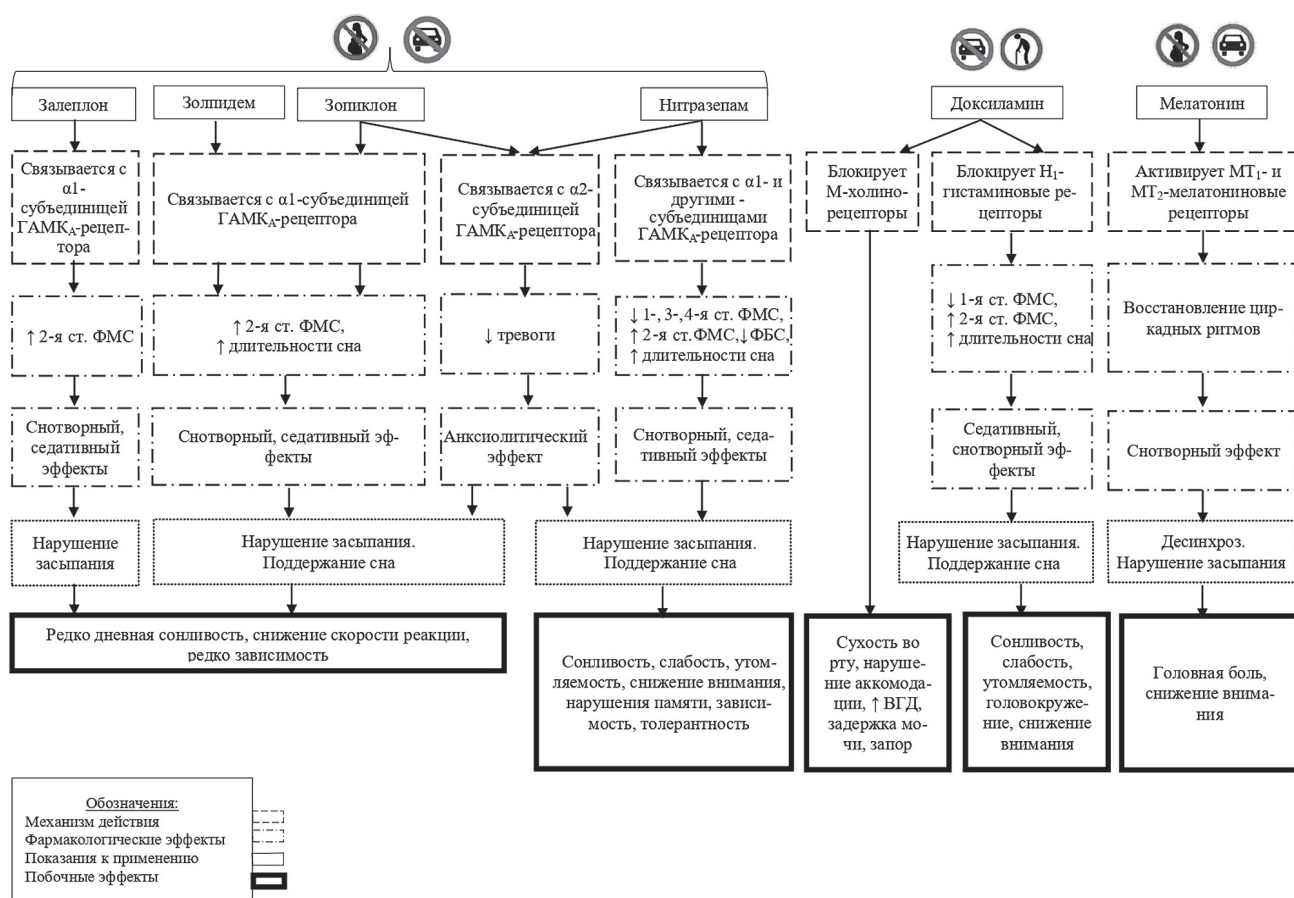 Залеплон
Золпидем
Зопиклон
Нитразепам
Доксиламин
Мелатонин
Связывается с
α1-
субъединицей
ГАМКA-рецеп-
тора
Связывается с α1-субъединицей
ГАМКA-рецептора
Связывается с α2-
субъединицей
ГАМКA-рецептора
Связывается с α1- и
другими -
субъединицами
ГАМКA-рецептора
Блокирует
М-холино-
рецепторы
Блокирует H1-
гистаминовые ре-
цепторы
Активирует МТ1- и
МТ2-мелатониновые
рецепторы
↑ 2-я ст. ФМС
↑ 2-я ст. ФМС,
↑ длительности сна
↓ тревоги
↓ 1-, 3-,4-я ст. ФМС,
↑ 2-я ст.ФМС,↓ФБС,
↑ длительности сна
↓ 1-я ст. ФМС,
↑ 2-я ст. ФМС,
↑ длительности сна
Восстановление цир-
кадных ритмов
Снотворный,
седативный
эффекты
Снотворный, седативный эф-
фекты
Анксиолитический
эффект
Снотворный, седа-
тивный эффекты
Седативный,
снотворный эф-
фекты
Снотворный эффект
Нарушение
засыпания
Нарушение засыпания.
Поддержание сна
Нарушение засыпания.
Поддержание сна
Нарушение засыпания.
Поддержание сна
Десинхроз.
Нарушение засыпания
Редко дневная сонливость, снижение скорости реакции,
редко зависимость
Сонливость, слабость, утом-
ляемость, снижение внимания,
нарушения памяти, зависи-
мость, толерантность
Сухость во
рту, наруше-
ние аккомода-
ции, ↑ ВГД,
задержка мо-
чи, запор
Сонливость,
слабость,
утомляемость,
головокруже-
ние, снижение
внимания
Головная боль,
снижение внима-
ния
Обозначения:
Механизм действия
Фармакологические эффекты
Показания к применению
Побочные эффекты